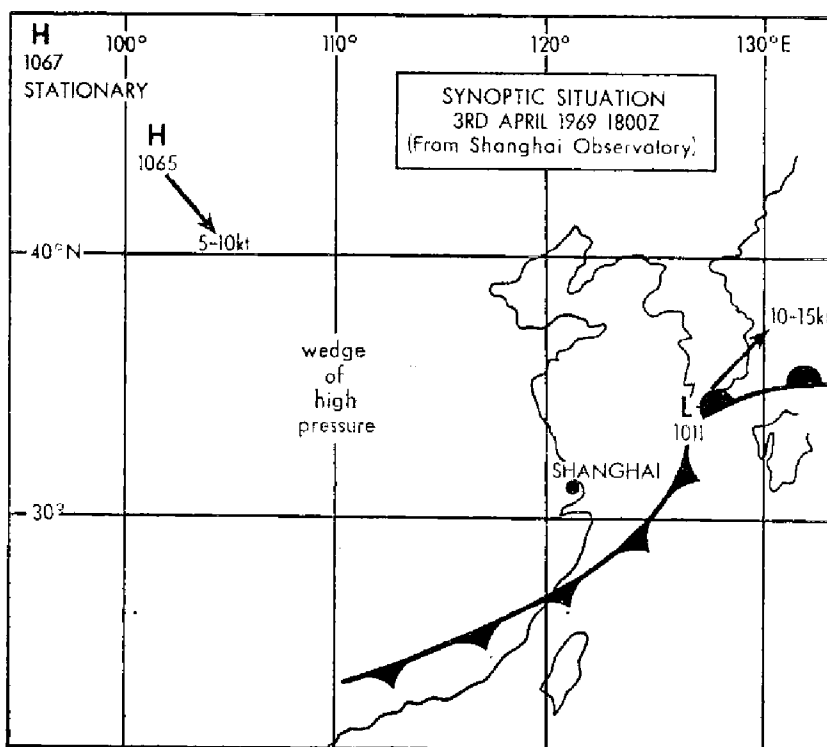 H
1067
STATIONARY
100°
110°
120°
130°E
SYNOPTIC SITUATION
3RD APRIL 1969 1800Z
(From Shanghai Observatory)
H
1065
5-10kt
40°N
10-15kt
wedge
of
high
pressure
L
1011
SHANGHAI
30°